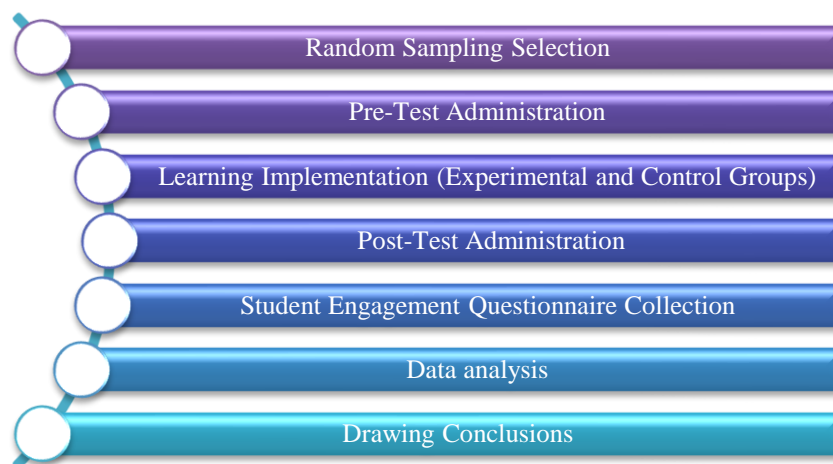 Random Sampling Selection
Pre-Test Administration
Learning Implementation (Experimental and Control Groups)
Post-Test Administration
Student Engagement Questionnaire Collection
Data analysis
Drawing Conclusions